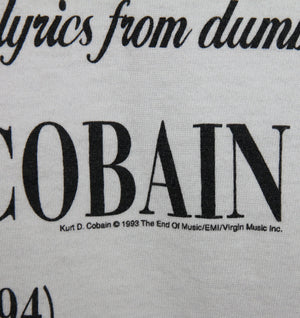 lyrics from dumb
COBAIN
Kurt D. Cobain © 1993 The End Of Music/EMI/Virgin Music Inc.
94)